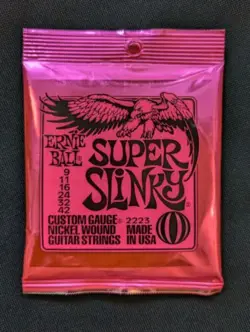 ERNIE
BALL
SUPER
SLINKY
9
11
16
24
32
42
CUSTOM GAUGE® 2223
NICKEL WOUND MADE
GUITAR STRINGS IN USA